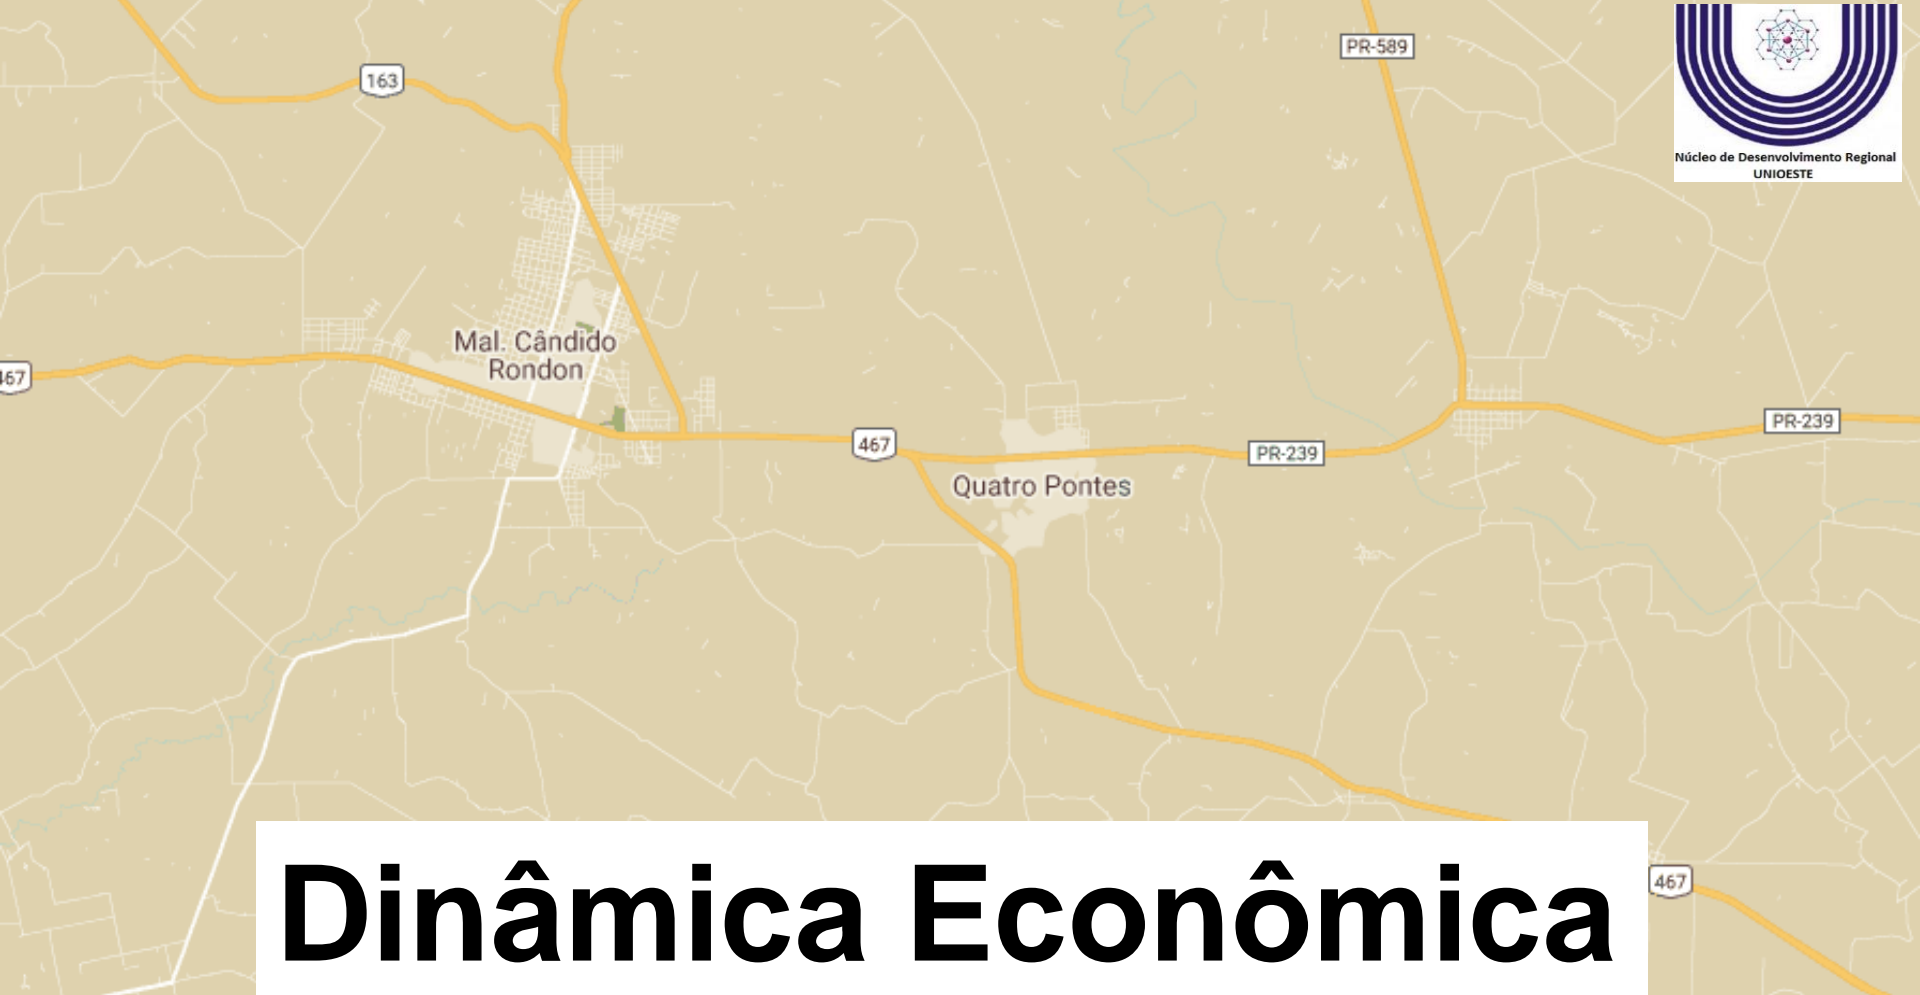 PR-589
163
Núcleo de Desenvolvimento Regional
UNIOESTE
Mal. Cândido
Rondon
467
467
PR-239
PR-239
Quatro Pontes
467
Dinâmica Econômica